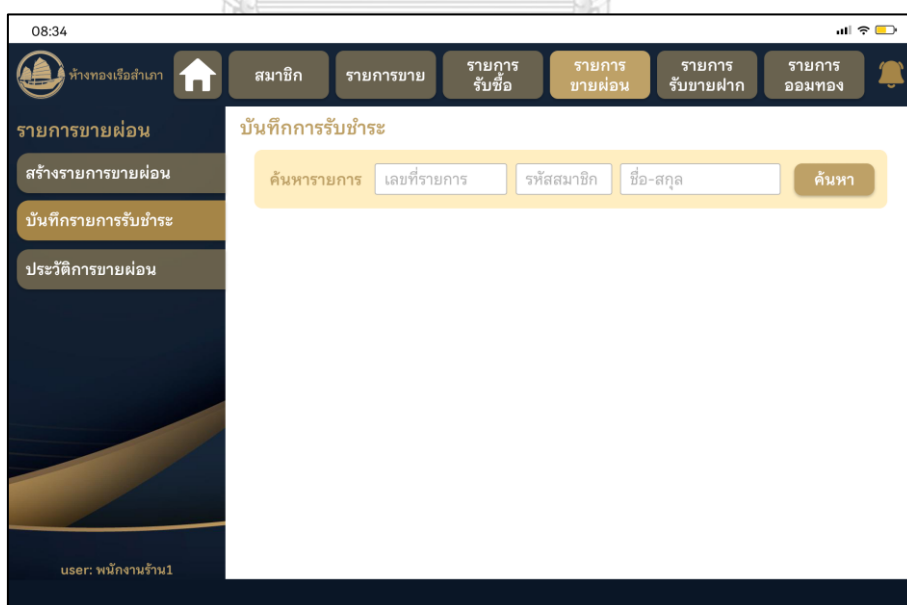 08:34
ห้างทองเรือสำเภา
สมาชิก
รายการขาย
รายการ
รับซื้อ
รายการ
ขายผ่อน
รายการ
รับขายฝาก
รายการ
ออมทอง
รายการขายผ่อน
สร้างรายการขายผ่อน
บันทึกรายการรับชำระ
ประวัติการขายผ่อน
user: พนักงานร้าน1
บันทึกการรับชำระ
ค้นหารายการ เลขที่รายการ รหัสสมาชิก ชื่อ-สกุล ค้นหา